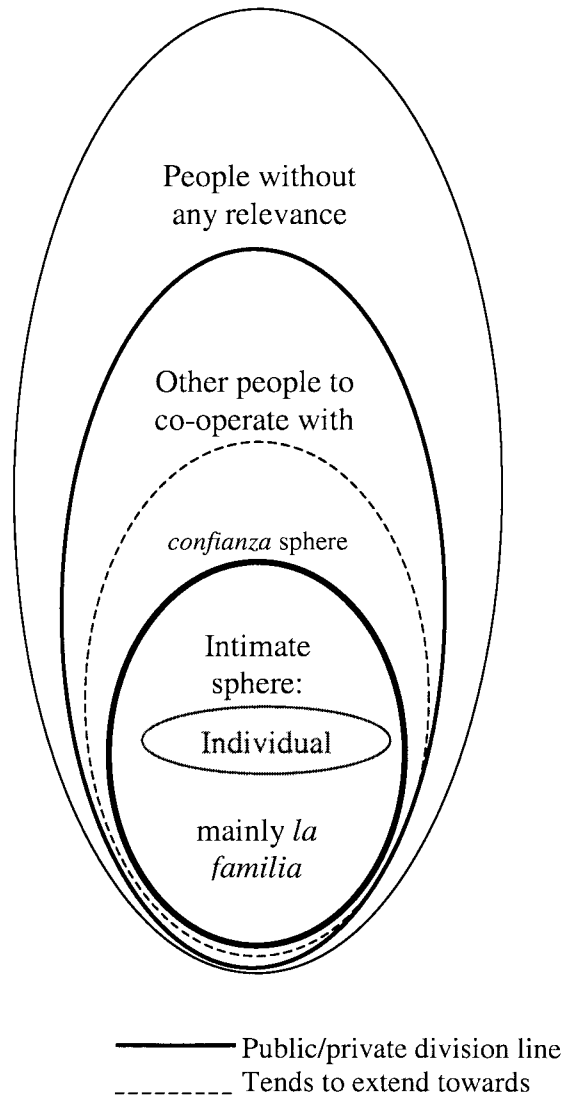 People without
any relevance
Other people to
co-operate with
confianza sphere
Intimate
sphere:
Individual
mainly la
familia
Public/private division line
Tends to extend towards